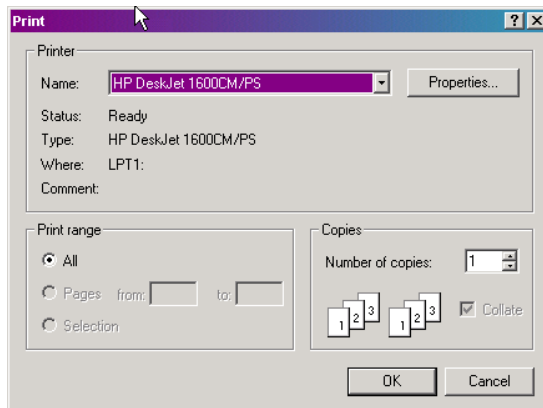 Print
Printer
Name: HP DeskJet 1600CM/PS Properties...
Status: Ready
Type: HP DeskJet 1600CM/PS
Where: LPT1:
Comment:
Print range
All
Pages from: to:
Selection
Copies
Number of copies: 1
1 2 3 1 2 3 Collate
OK Cancel